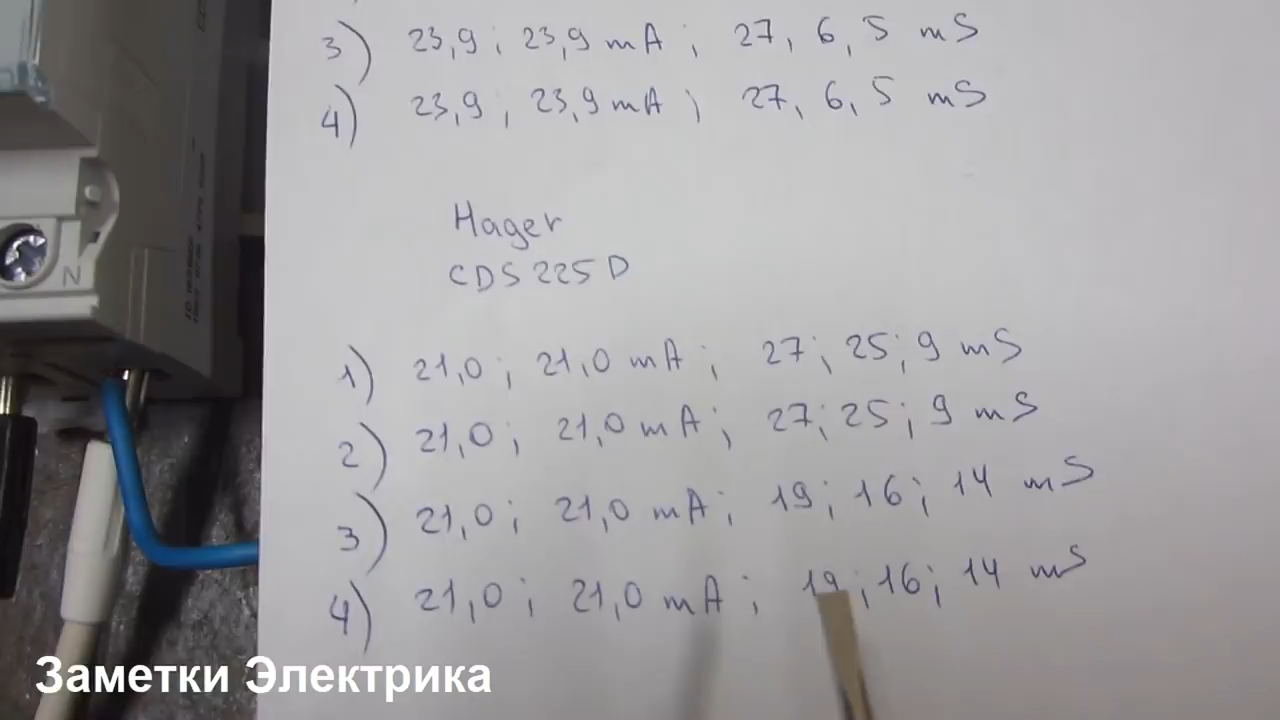 3) 23,9; 23,9 mA; 27, 6, 5 mS
4) 23,9; 23,9 mA; 27, 6, 5 mS
Hager
CDS 225 D
N
1) 21,0; 21,0 mA; 27; 25; 9 mS
2) 21,0; 21,0 mA; 27; 25; 9 mS
3) 21,0; 21,0 mA; 19; 16; 14 mS
4) 21,0; 21,0 mA; 19; 16; 14 mS
Заметки Электрика